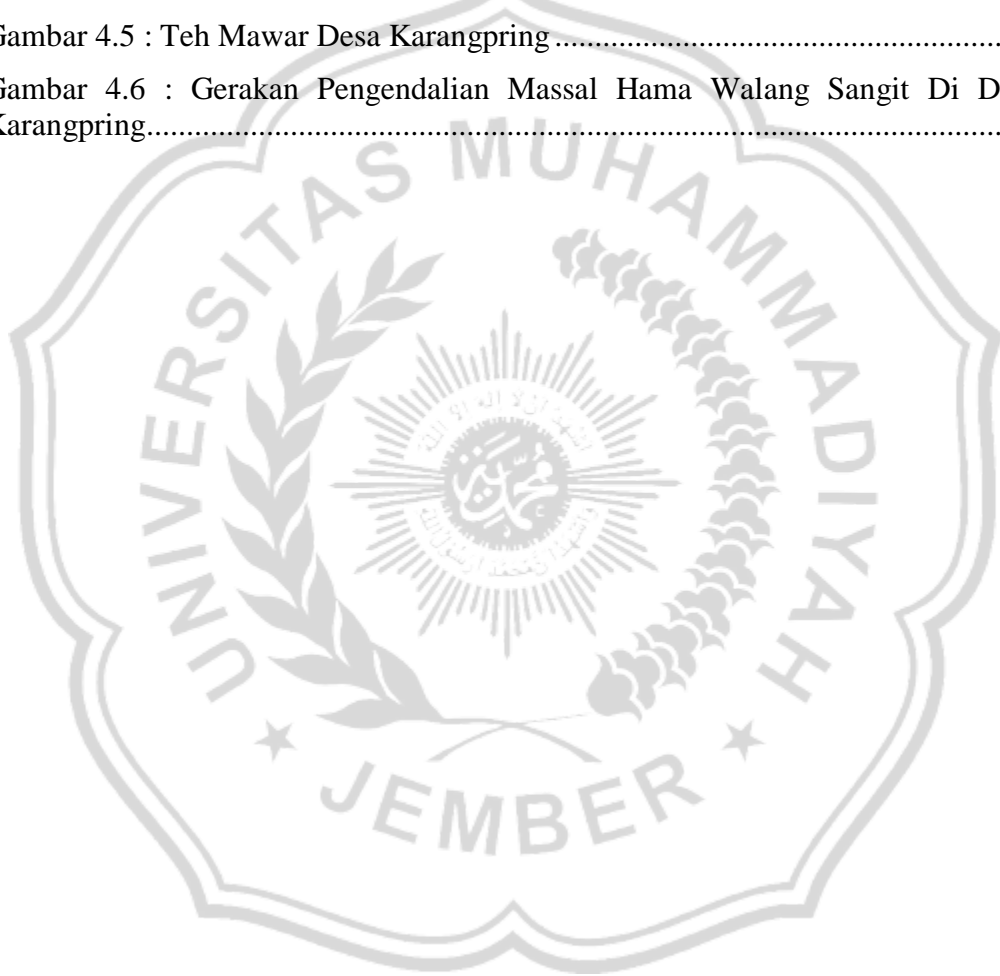 Gambar 4.5 : Teh Mawar Desa Karangpring ........................................................
Gambar 4.6 : Gerakan Pengendalian Massal Hama Walang Sangit Di D
Karangpring............................................................................................................
UNIVERSITAS MUHAMMADIYAH
JEMBER